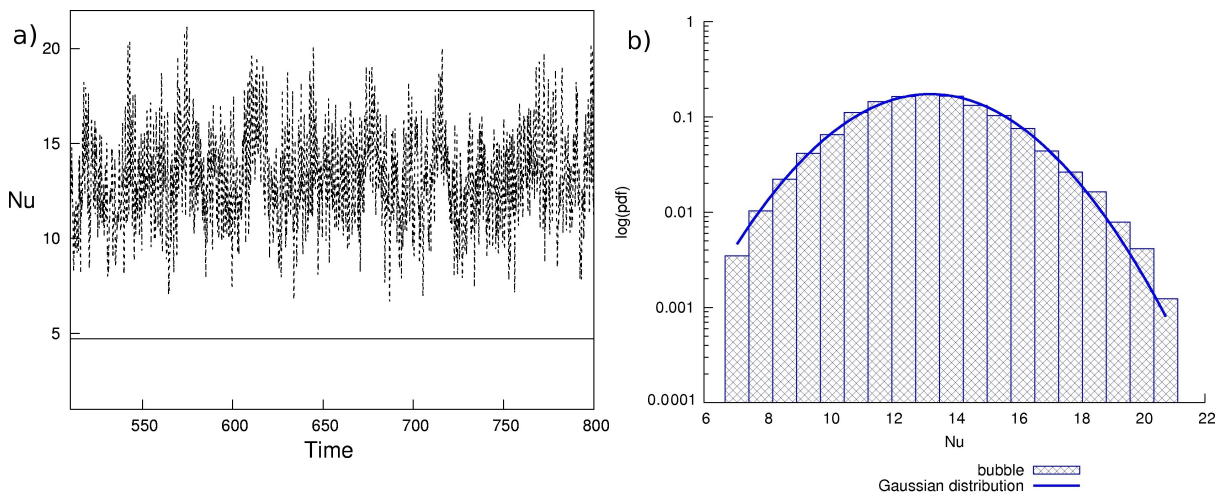 a)
20
15
Nu
10
5
550 600 650 700 750 800
Time
b)
1
0.1
log(pdf)
0.01
0.001
0.0001
6 8 10 12 14 16 18 20 22
Nu
bubble
Gaussian distribution